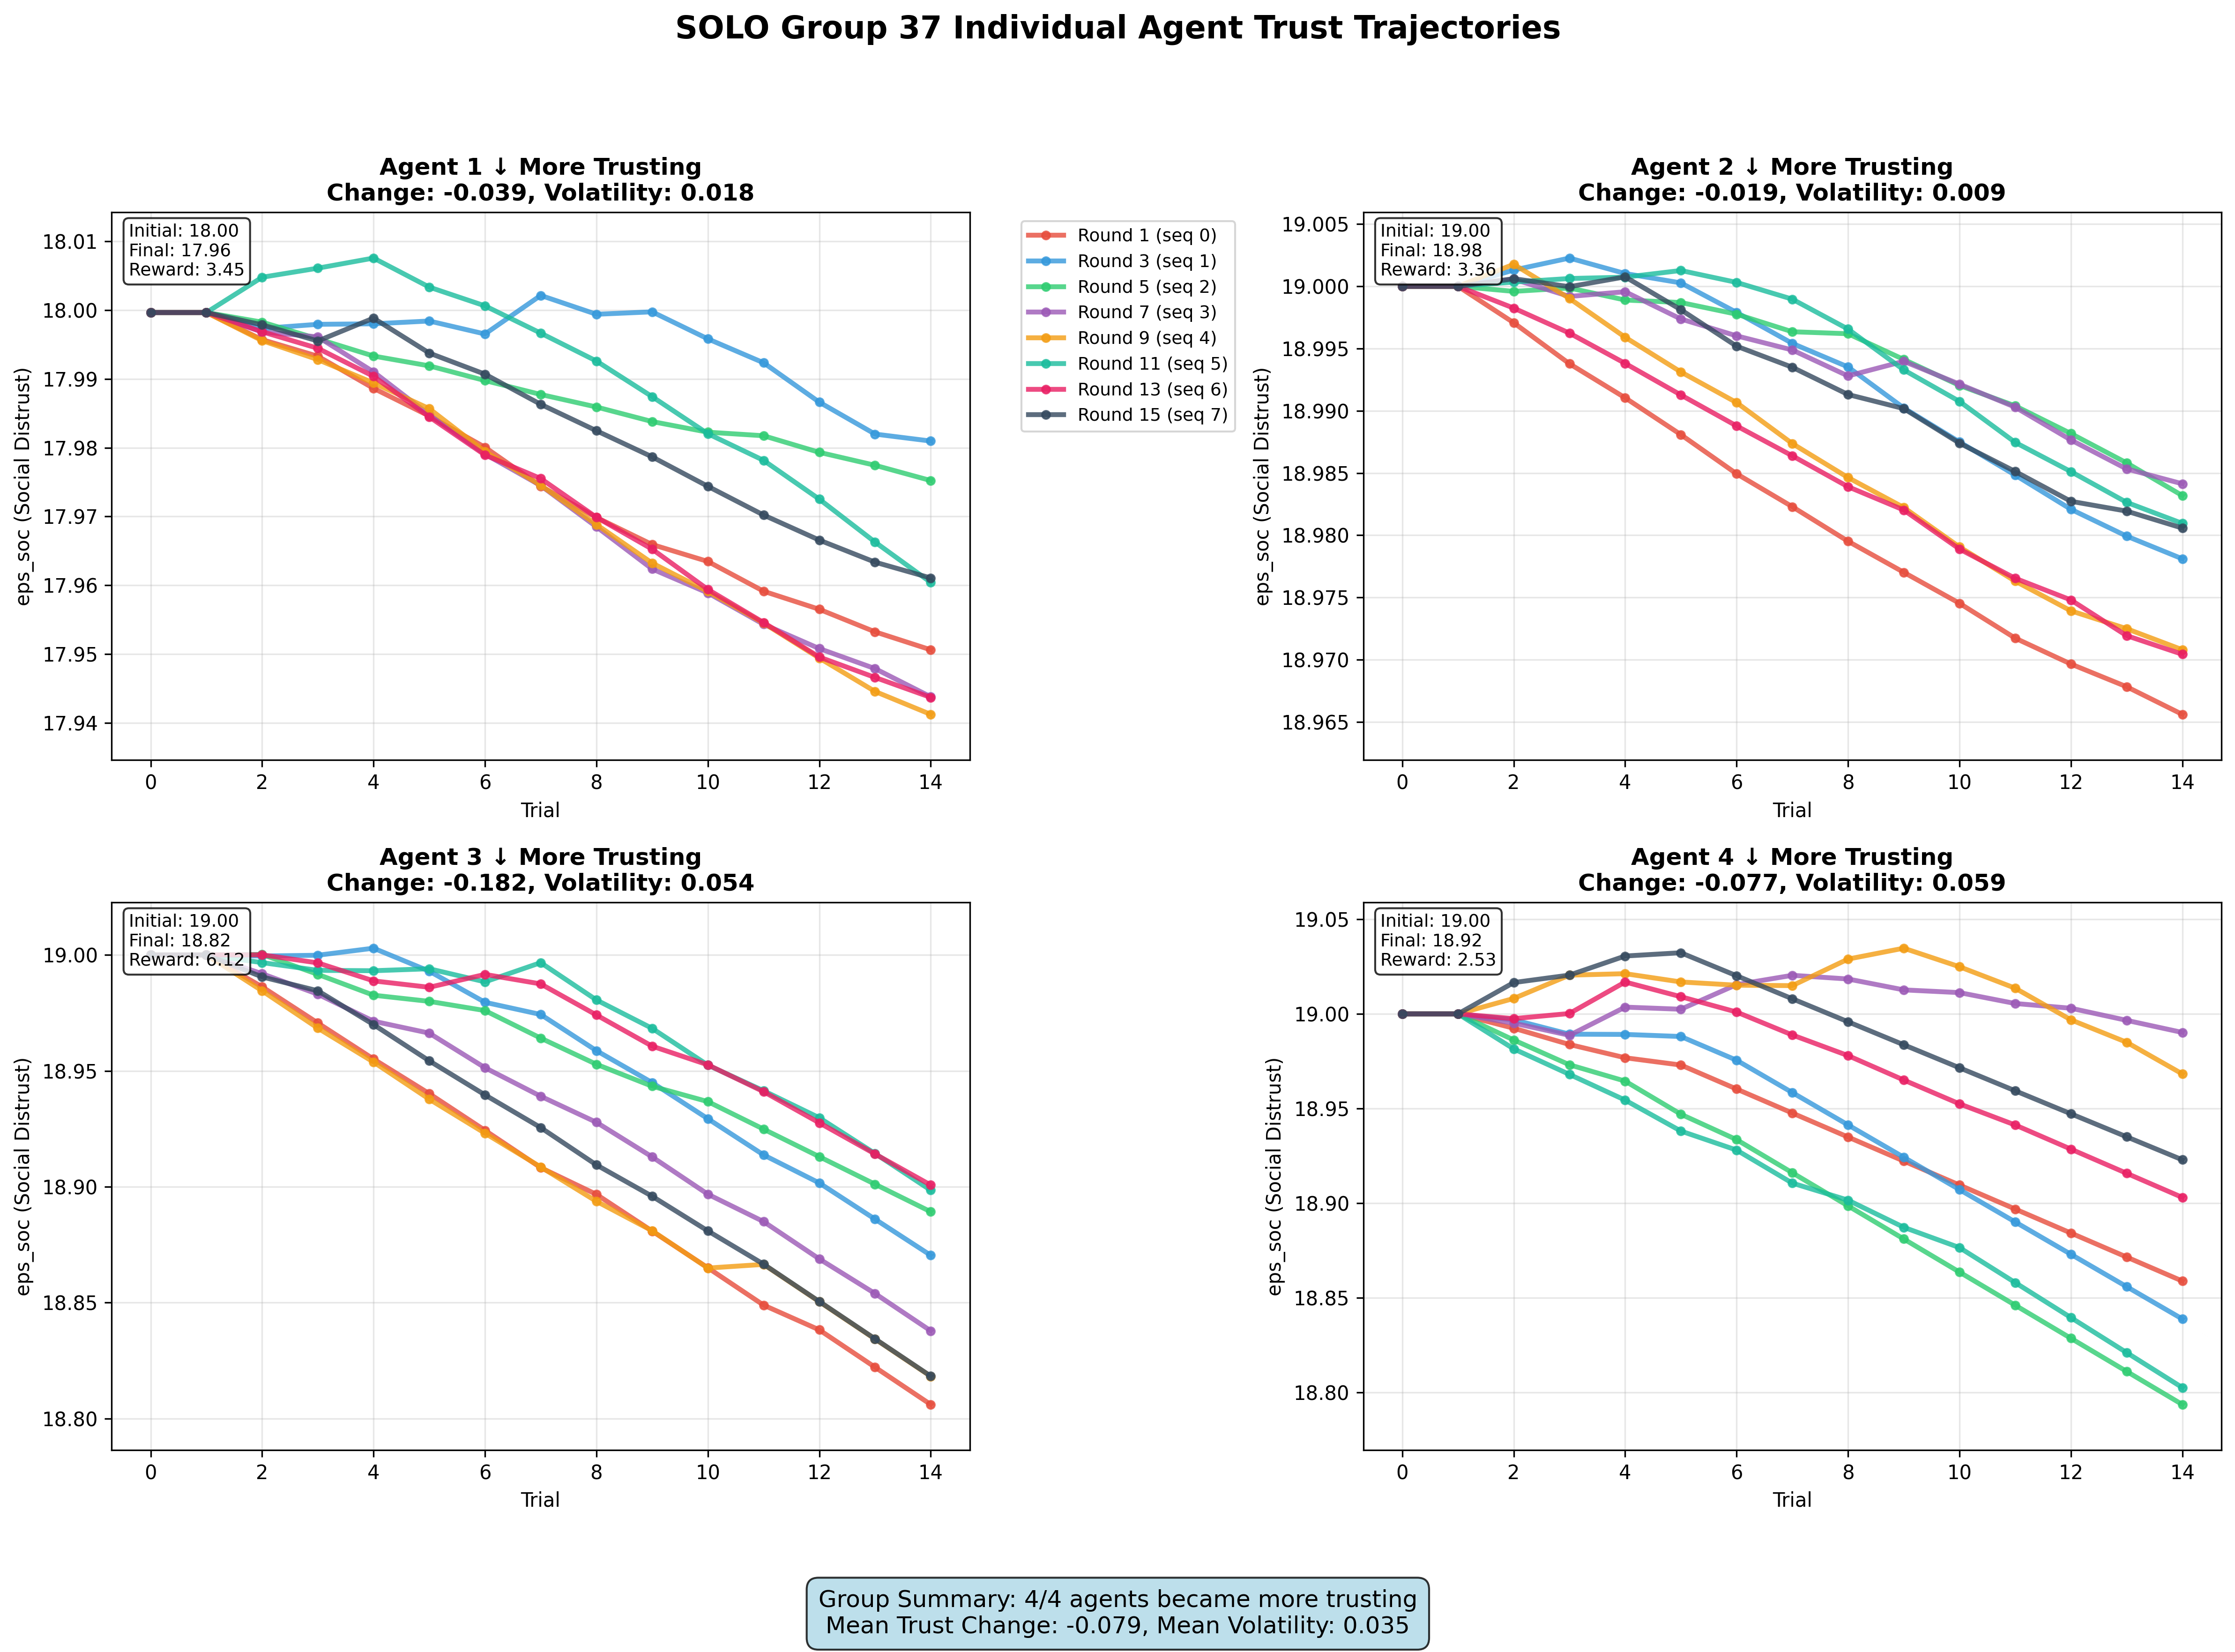 SOLO Group 37 Individual Agent Trust Trajectories
Agent 1 ↓ More Trusting
Change: -0.039, Volatility: 0.018
Initial: 18.00
Final: 17.96
Reward: 3.45
eps_soc (Social Distrust)
18.01
18.00
17.99
17.98
17.97
17.96
17.95
17.94
0 2 4 6 8 10 12 14
Trial
Round 1 (seq 0)
Round 3 (seq 1)
Round 5 (seq 2)
Round 7 (seq 3)
Round 9 (seq 4)
Round 11 (seq 5)
Round 13 (seq 6)
Round 15 (seq 7)
Agent 2 ↓ More Trusting
Change: -0.019, Volatility: 0.009
Initial: 19.00
Final: 18.98
Reward: 3.36
eps_soc (Social Distrust)
19.005
19.000
18.995
18.990
18.985
18.980
18.975
18.970
18.965
0 2 4 6 8 10 12 14
Trial
Agent 3 ↓ More Trusting
Change: -0.182, Volatility: 0.054
Initial: 19.00
Final: 18.82
Reward: 6.12
eps_soc (Social Distrust)
19.00
18.95
18.90
18.85
18.80
0 2 4 6 8 10 12 14
Trial
Agent 4 ↓ More Trusting
Change: -0.077, Volatility: 0.059
Initial: 19.00
Final: 18.92
Reward: 2.53
eps_soc (Social Distrust)
19.05
19.00
18.95
18.90
18.85
18.80
0 2 4 6 8 10 12 14
Trial
Group Summary: 4/4 agents became more trusting
Mean Trust Change: -0.079, Mean Volatility: 0.035